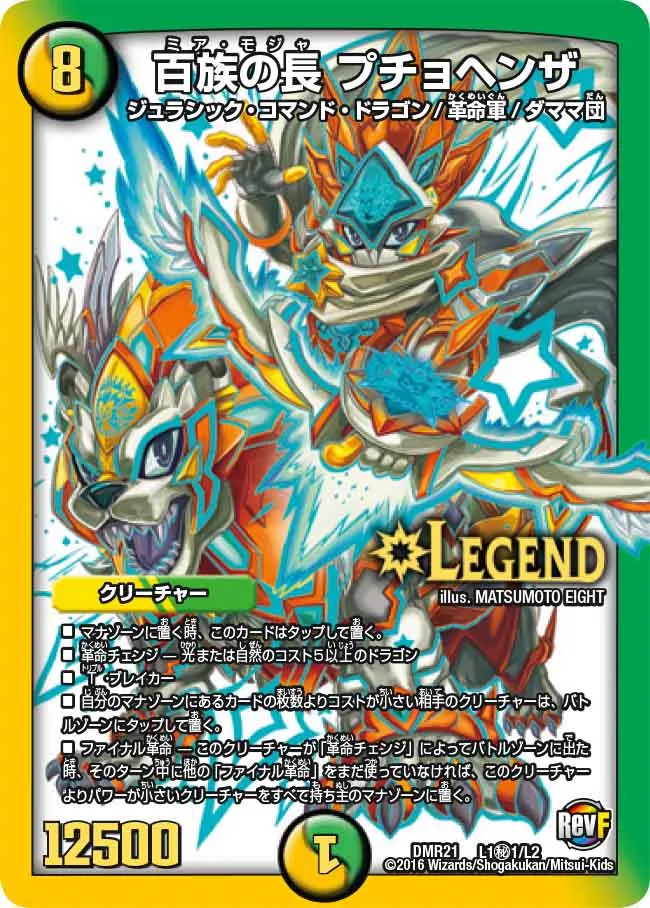 8
ミア・モジャ
百族の長 プチョヘンザ
ジュラシック・コマンド・ドラゴン / 革命軍 / ダママ団
LEGEND
illus. MATSUMOTO EIGHT
クリーチャー
■ マナゾーンに置く時、このカードはタップして置く。
■ 革命チェンジ ― 光または自然のコスト5以上のドラゴン
■ T・ブレイカー
■ 自分のマナゾーンにあるカードの枚数よりコストが小さい相手のクリーチャーは、バト
ルゾーンにタップして置く。
■ ファイナル革命 ― このクリーチャーが「革命チェンジ」によってバトルゾーンに出た
時、そのターン中に他の「ファイナル革命」をまだ使っていなければ、このクリーチャー
よりパワーが小さいクリーチャーをすべて持ち主のマナゾーンに置く。
12500
1
RevF
DMR21 L1㊙1/L2
©2016 Wizards/Shogakukan/Mitsui-Kids